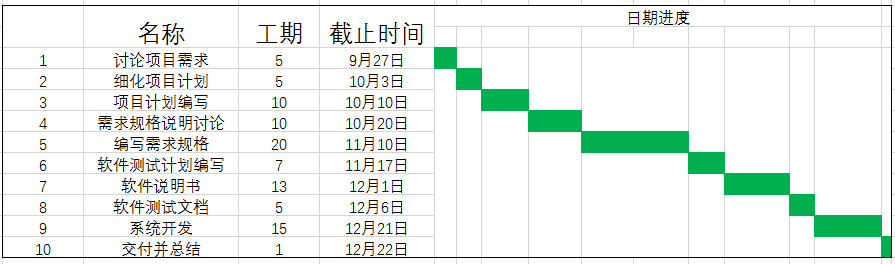 日期进度
名称 工期 截止时间
1 讨论项目需求 5 9月27日
2 细化项目计划 5 10月3日
3 项目计划编写 10 10月10日
4 需求规格说明讨论 10 10月20日
5 编写需求规格 20 11月10日
6 软件测试计划编写 7 11月17日
7 软件说明书 13 12月1日
8 软件测试文档 5 12月6日
9 系统开发 15 12月21日
10 交付并总结 1 12月22日